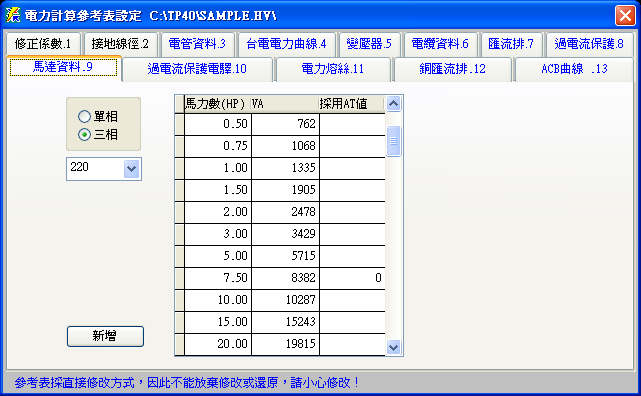 電力計算參考表設定 C:\TP40\SAMPLE.HV\
修正係數.1 接地線徑.2 電管資料.3 台電電力曲線.4 變壓器.5 電纜資料.6 匯流排.7 過電流保護.8
馬達資料.9 過電流保護電驛.10 電力熔絲.11 銅匯流排.12 ACB曲線 .13
單相
三相
220
馬力數(HP) VA 採用AT值
0.50 762
0.75 1068
1.00 1335
1.50 1905
2.00 2478
3.00 3429
5.00 5715
7.50 8382 0
10.00 10287
15.00 15243
20.00 19815
新增
參考表採直接修改方式，因此不能放棄修改或還原，請小心修改！